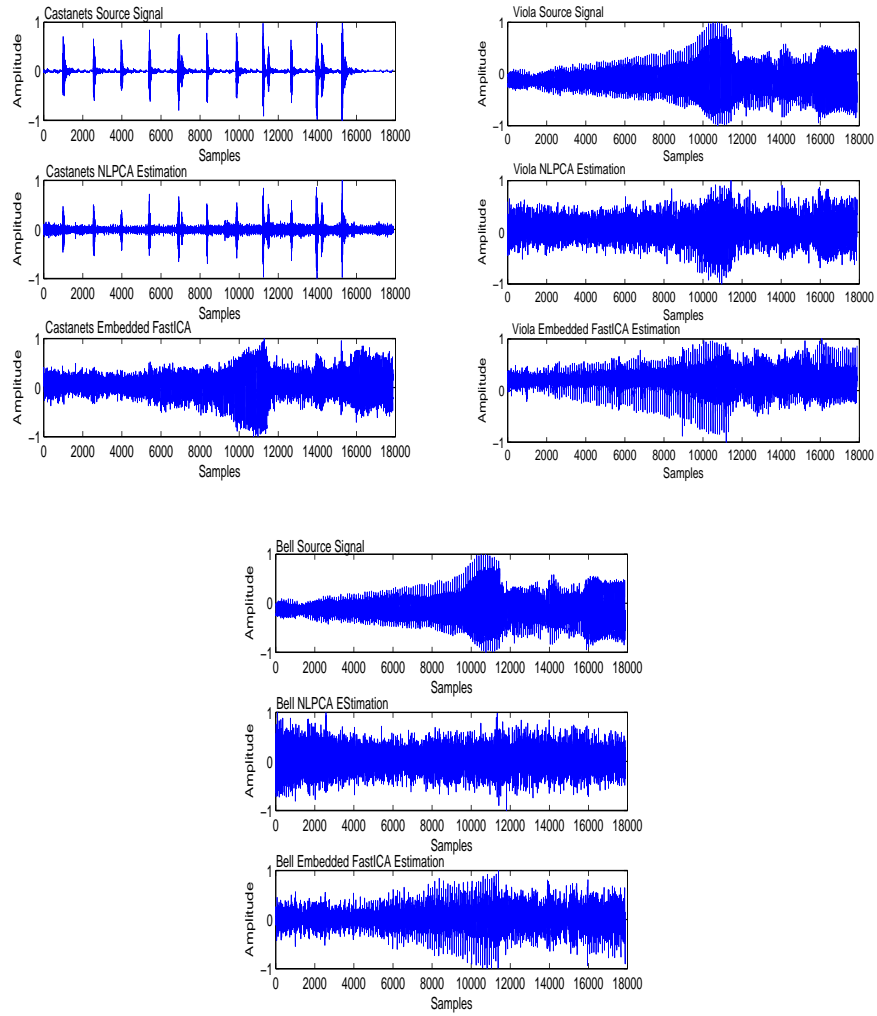 Castanets Source Signal
Amplitude
1
0
−1
0 2000 4000 6000 8000 10000 12000 14000 16000 18000
Samples
Castanets NLPCA Estimation
Amplitude
1
0
−1
0 2000 4000 6000 8000 10000 12000 14000 16000 18000
Samples
Castanets Embedded FastICA
Amplitude
1
0
−1
0 2000 4000 6000 8000 10000 12000 14000 16000 18000
Samples
Viola Source Signal
Amplitude
1
0
−1
0 2000 4000 6000 8000 10000 12000 14000 16000 18000
Samples
Viola NLPCA Estimation
Amplitude
1
0
−1
0 2000 4000 6000 8000 10000 12000 14000 16000 18000
Samples
Viola Embedded FastICA Estimation
Amplitude
1
0
−1
0 2000 4000 6000 8000 10000 12000 14000 16000 18000
Samples
Bell Source Signal
Amplitude
1
0
−1
0 2000 4000 6000 8000 10000 12000 14000 16000 18000
Samples
Bell NLPCA EStimation
Amplitude
1
0
−1
0 2000 4000 6000 8000 10000 12000 14000 16000 18000
Samples
Bell Embedded FastICA Estimation
Amplitude
1
0
−1
0 2000 4000 6000 8000 10000 12000 14000 16000 18000
Samples